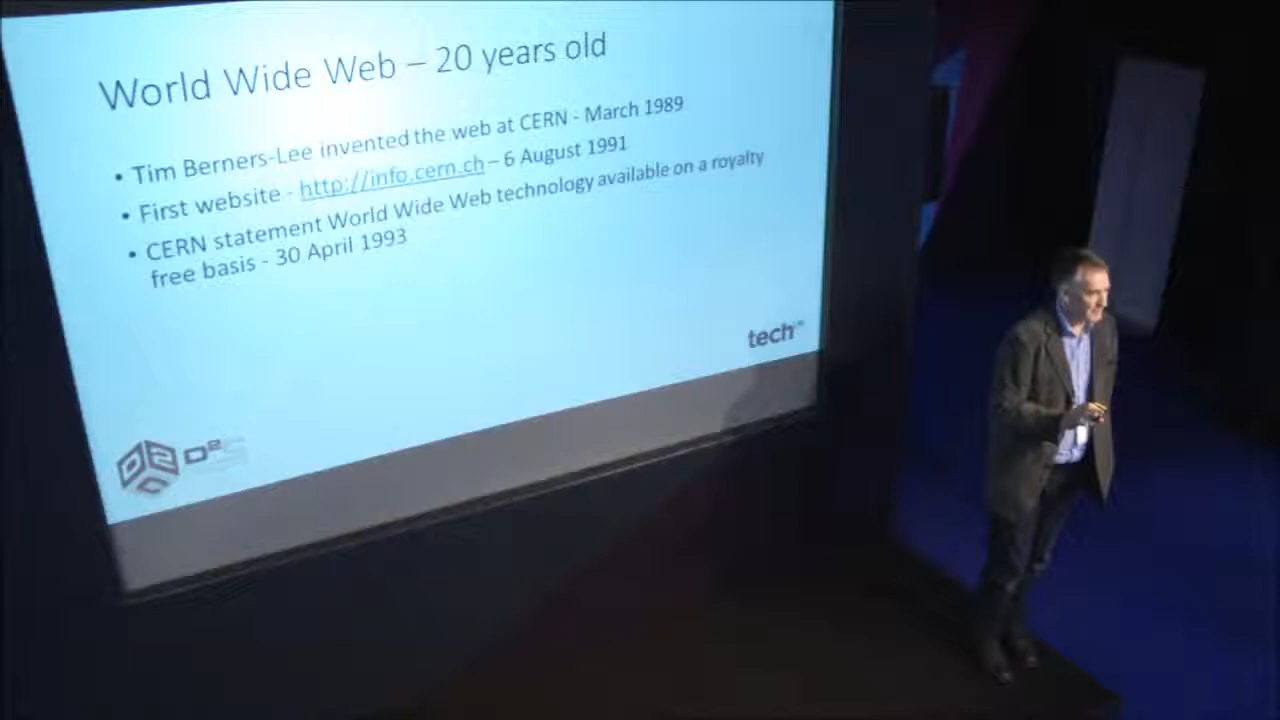 World Wide Web – 20 years old
• Tim Berners-Lee invented the web at CERN - March 1989
• First website - http://info.cern.ch – 6 August 1991
• CERN statement World Wide Web technology available on a royalty
free basis - 30 April 1993
tech